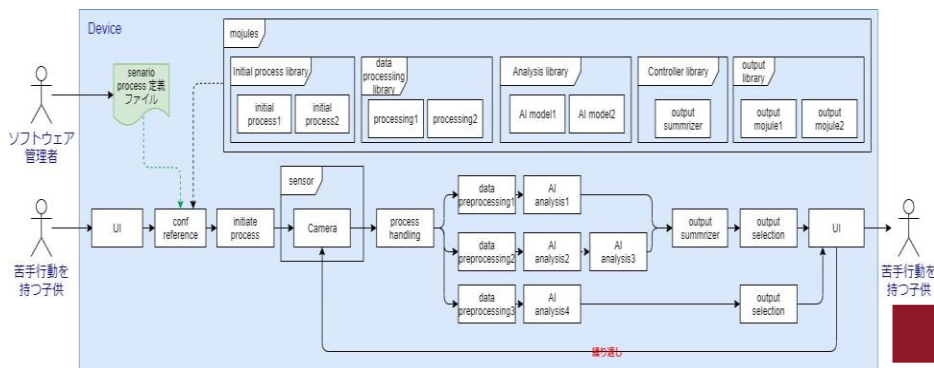 Device
mojules
senario
process 定義
ファイル
Initial process library
initial
process1
initial
process2
data
processiing
library
processing1
processing2
Analysis library
AI model1
AI model2
Controller library
output
summrizer
output
library
output
mojule1
output
mojule2
ソフトウェア
管理者
sensor
UI
conf
reference
initiate
process
Camera
process
handling
data
preprocessing1
AI
analysis1
data
preprocessing2
AI
analysis2
AI
analysis3
data
preprocessing3
AI
analysis4
output
summrizer
output
selection
output
selection
UI
苦手行動を
持つ子供
苦手行動を
持つ子供
繰り返し